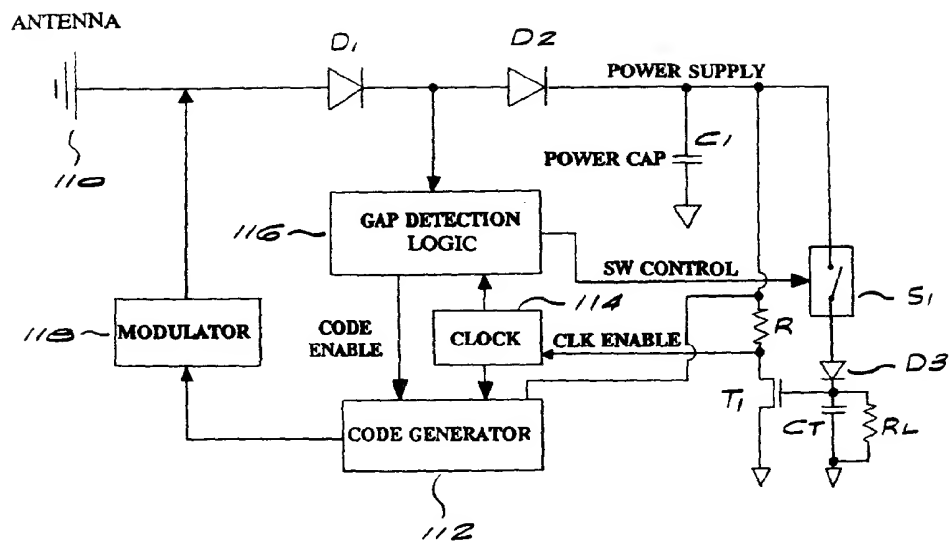 ANTENNA
D1
D2
POWER SUPPLY
110
C1
POWER CAP
116
GAP DETECTION
LOGIC
SW CONTROL
S1
114
118
MODULATOR
CODE
ENABLE
CLOCK
CLK ENABLE
R
D3
T1
CT
RL
CODE GENERATOR
112